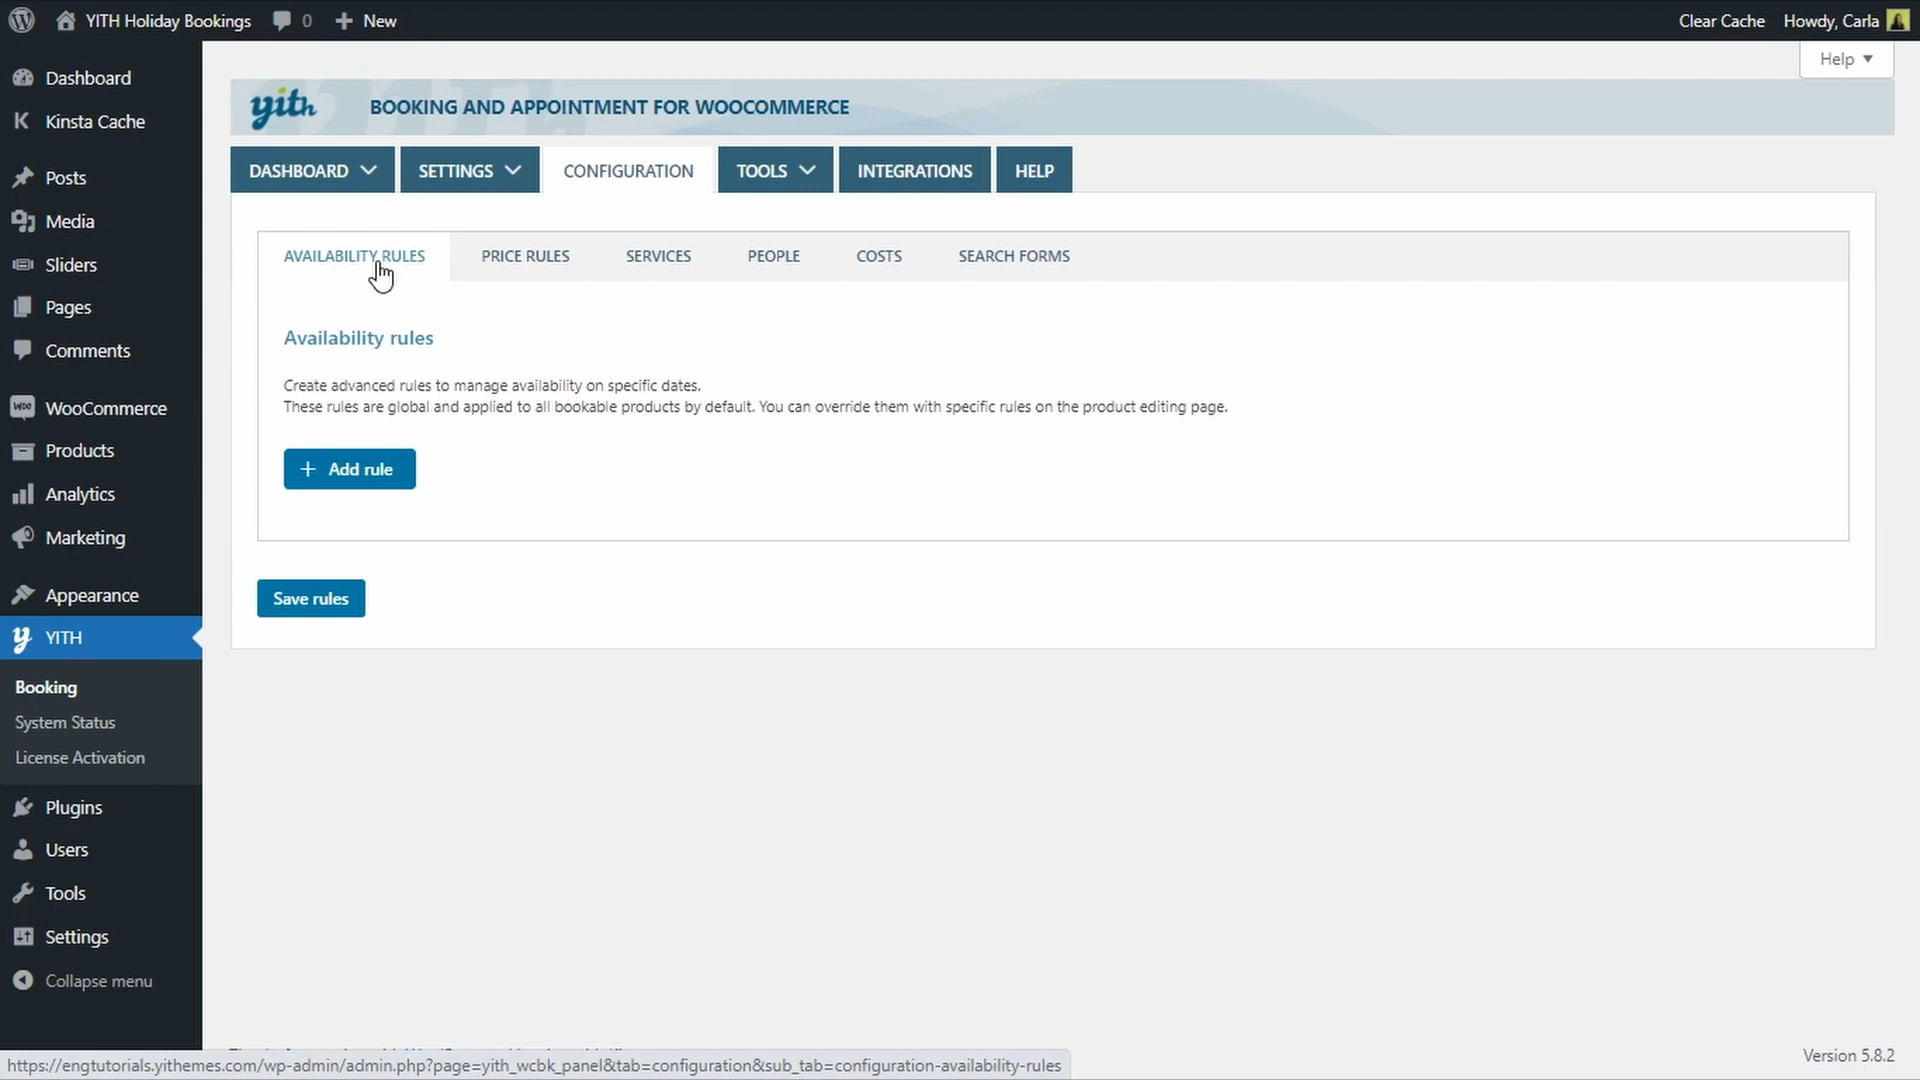 YITH Holiday Bookings 0 New Clear Cache Howdy, Carla
Help
Dashboard
Kinsta Cache
Posts
Media
Sliders
Pages
Comments
WooCommerce
Products
Analytics
Marketing
Appearance
YITH
Booking
System Status
License Activation
Plugins
Users
Tools
Settings
Collapse menu
yith BOOKING AND APPOINTMENT FOR WOOCOMMERCE
DASHBOARD SETTINGS CONFIGURATION TOOLS INTEGRATIONS HELP
AVAILABILITY RULES PRICE RULES SERVICES PEOPLE COSTS SEARCH FORMS
Availability rules
Create advanced rules to manage availability on specific dates.
These rules are global and applied to all bookable products by default. You can override them with specific rules on the product editing page.
+ Add rule
Save rules
Version 5.8.2
https://engtutorials.yithemes.com/wp-admin/admin.php?page=yith_wcbk_panel&tab=configuration&sub_tab=configuration-availability-rules